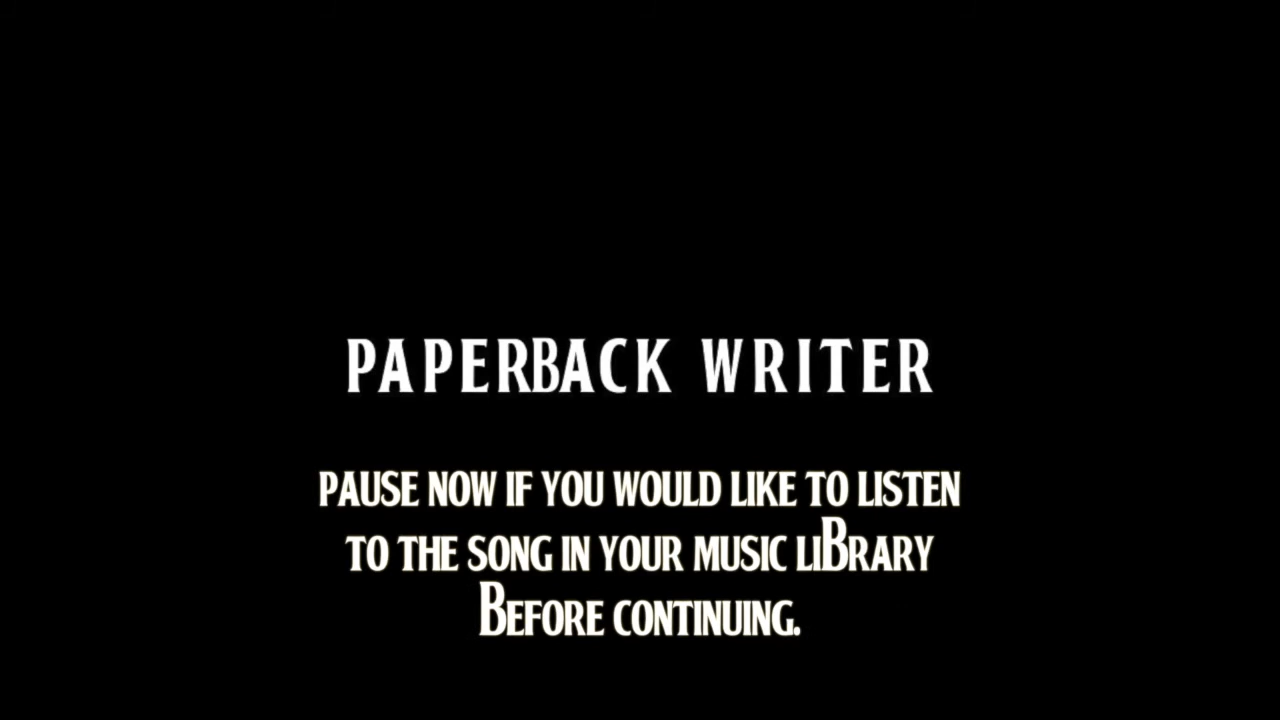 PAPERBACK WRITER
PAUSE NOW IF YOU WOULD LIKE TO LISTEN
TO THE SONG IN YOUR MUSIC LIBRARY
BEFORE CONTINUING.